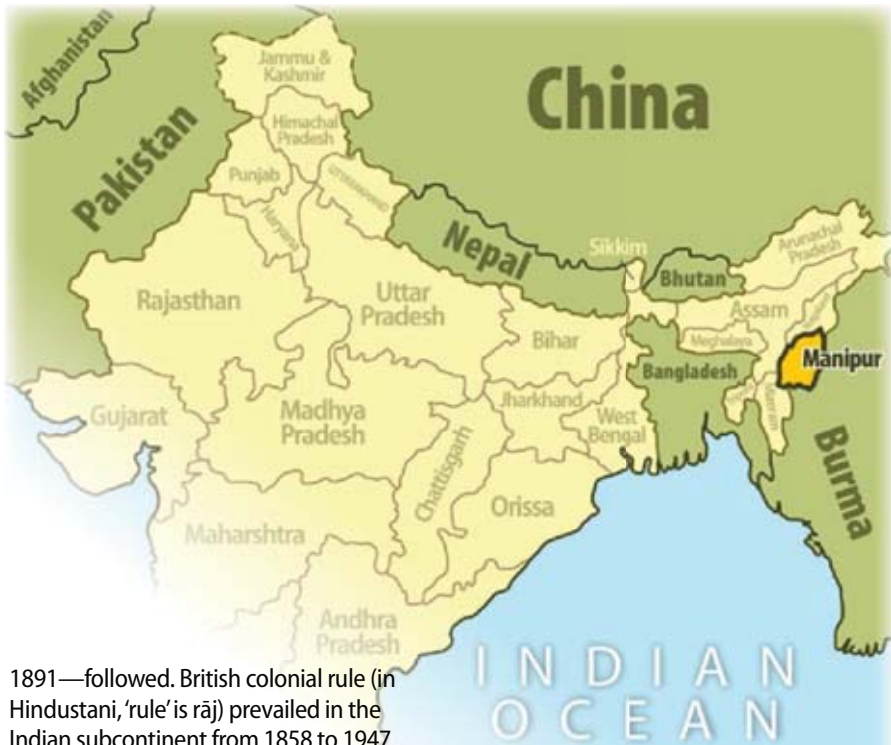 Afghanistan
Pakistan
Jammu &
Kashmir
Himachal
Pradesh
Punjab
Haryana
China
Nepal
Sikkim
Bhutan
Arunachal
Pradesh
Rajasthan
Uttar
Pradesh
Bihar
Assam
Meghalaya
Manipur
Bangladesh
Gujarat
Madhya
Pradesh
Jharkhand
West
Bengal
Chattisgarh
Orissa
Burma
Maharshtra
Andhra
Pradesh
INDIAN
OCEAN
1891—followed. British colonial rule (in
Hindustani, ‘rule’ is rāj) prevailed in the
Indian subcontinent from 1858 to 1947